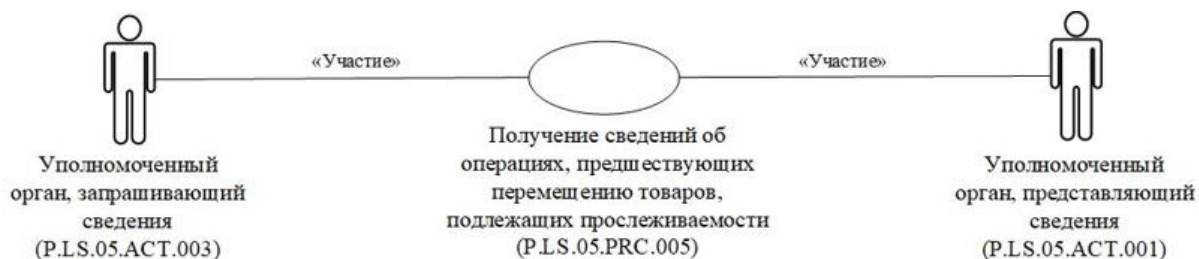 «Участие»
«Участие»
Уполномоченный
орган, запрашивающий
сведения
(P.LS.05.ACT.003)
Получение сведений об
операциях, предшествующих
перемещению товаров,
подлежащих прослеживаемости
(P.LS.05.PRC.005)
Уполномоченный
орган, представляющий
сведения
(P.LS.05.ACT.001)